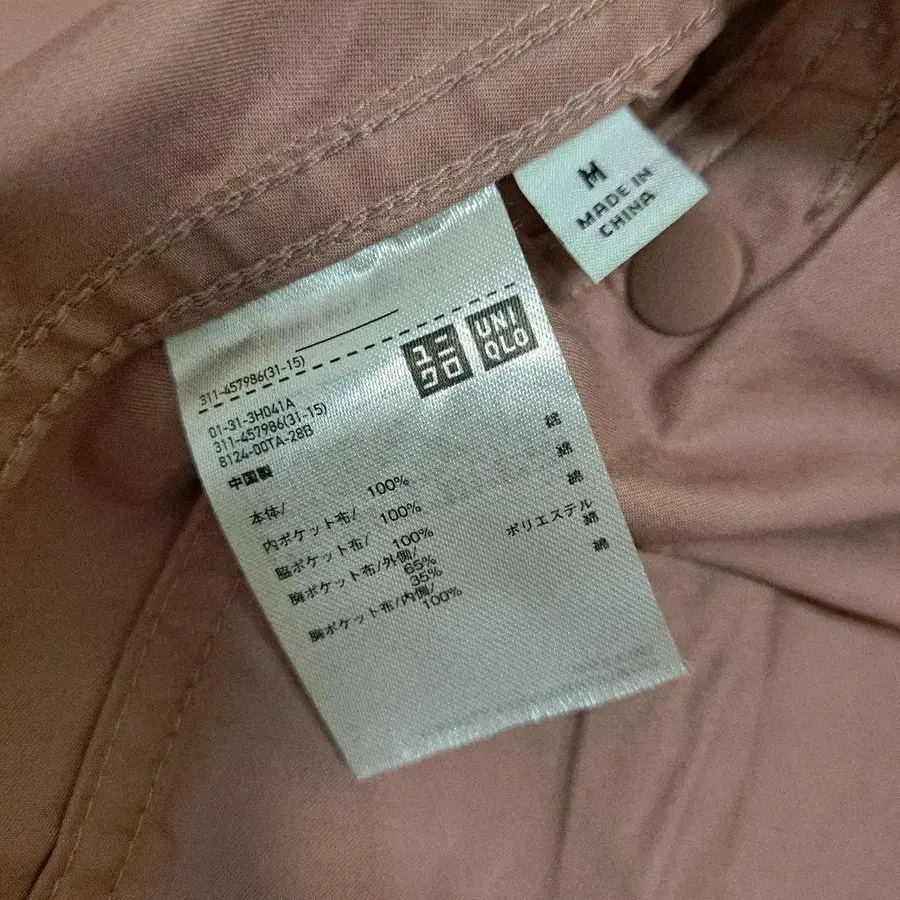 M
MADE IN
CHINA
311-457986(31-15)
ユニ
クロ
UNI
QLO
01-31-3H041A
311-457986(31-15)
8124-00TA-28B
中国製
本体/ 綿
100%
内ポケット布/ 綿
100%
脇ポケット布/ 綿
100%
胸ポケット布/外側/ ポリエステル
65% 綿
35%
胸ポケット布/内側/ 綿
100%